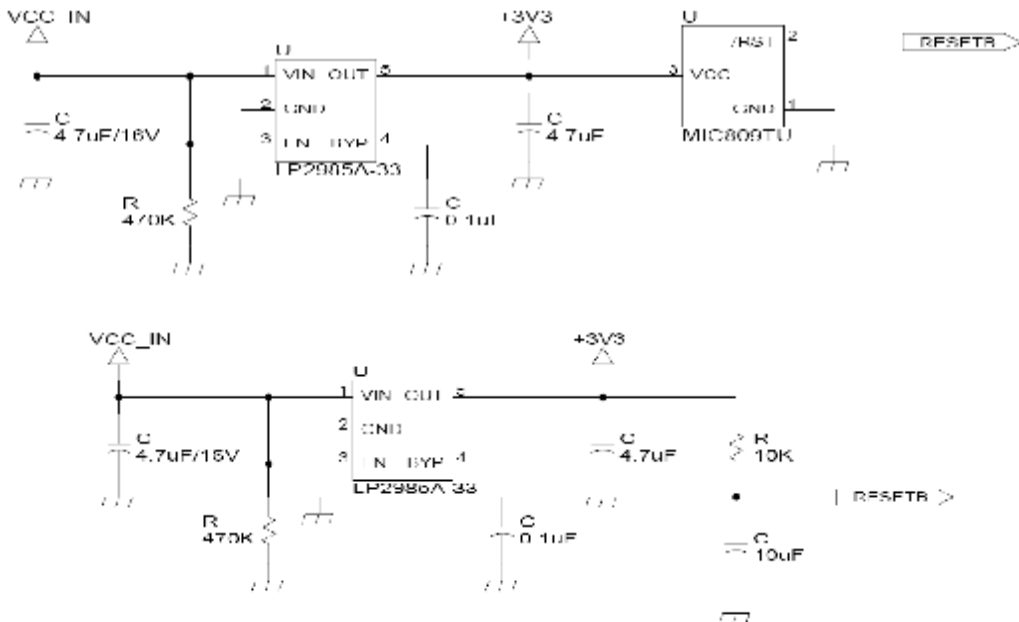 VCC_IN
+3V3
U
/RST 2
RESETB
U
1 VIN OUT 5
3 VCC
2 GND
GND 1
C
4.7uF/16V
3 EN BYP 4
C
4.7uF
MIC809TU
LP2985A-33
R
470K
C
0.1uF
VCC_IN
+3V3
U
1 VIN OUT 5
2 GND
C
4.7uF/16V
3 EN BYP 4
C
4.7uF
R
10K
LP2985A-33
RESETB
R
470K
C
0.1uF
C
10uF